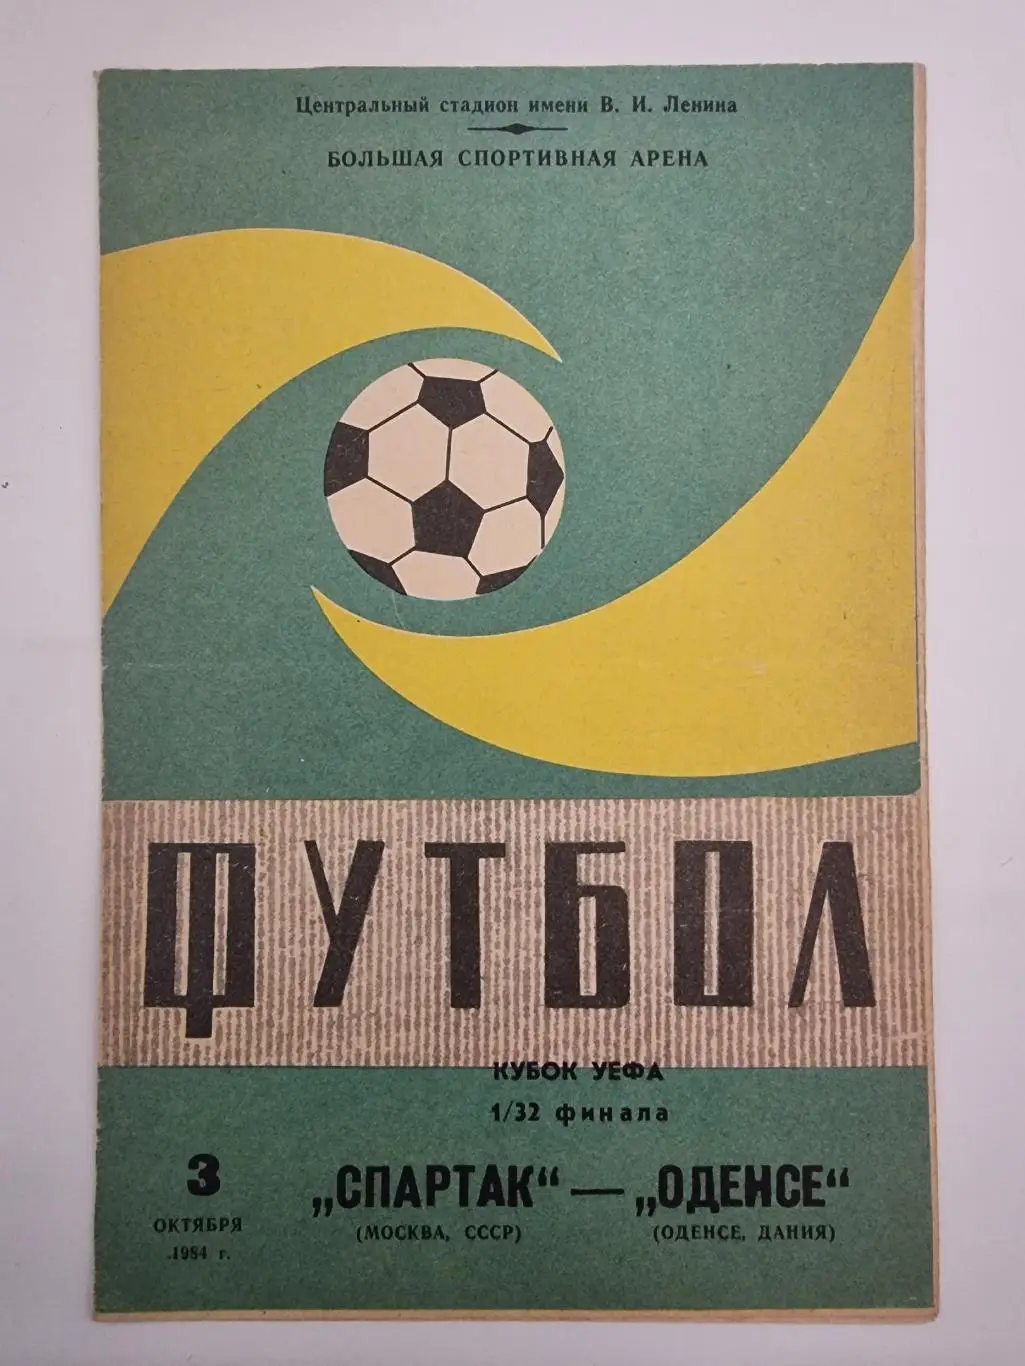 Центральный стадион имени В. И. Ленина
БОЛЬШАЯ СПОРТИВНАЯ АРЕНА
ФУТБОЛ
КУБОК УЕФА
1/32 финала
3 „СПАРТАК“ — „ОДЕНСЕ“
ОКТЯБРЯ (МОСКВА, СССР) (ОДЕНСЕ, ДАНИЯ)
1984 г.